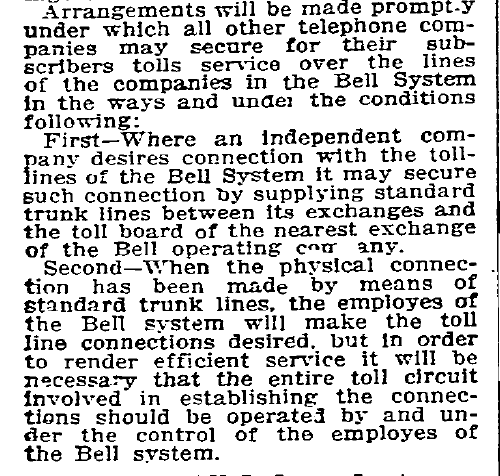 Arrangements will be made promptly
under which all other telephone com-
panies may secure for their sub-
scribers tolls service over the lines
of the companies in the Bell System
in the ways and under the conditions
following:
First—Where an independent com-
pany desires connection with the toll-
lines of the Bell System it may secure
such connection by supplying standard
trunk lines between its exchanges and
the toll board of the nearest exchange
of the Bell operating company.
Second—When the physical connec-
tion has been made by means of
standard trunk lines, the employes of
the Bell system will make the toll
line connections desired, but in order
to render efficient service it will be
necessary that the entire toll circuit
involved in establishing the connec-
tions should be operated by and un-
der the control of the employes of
the Bell system.